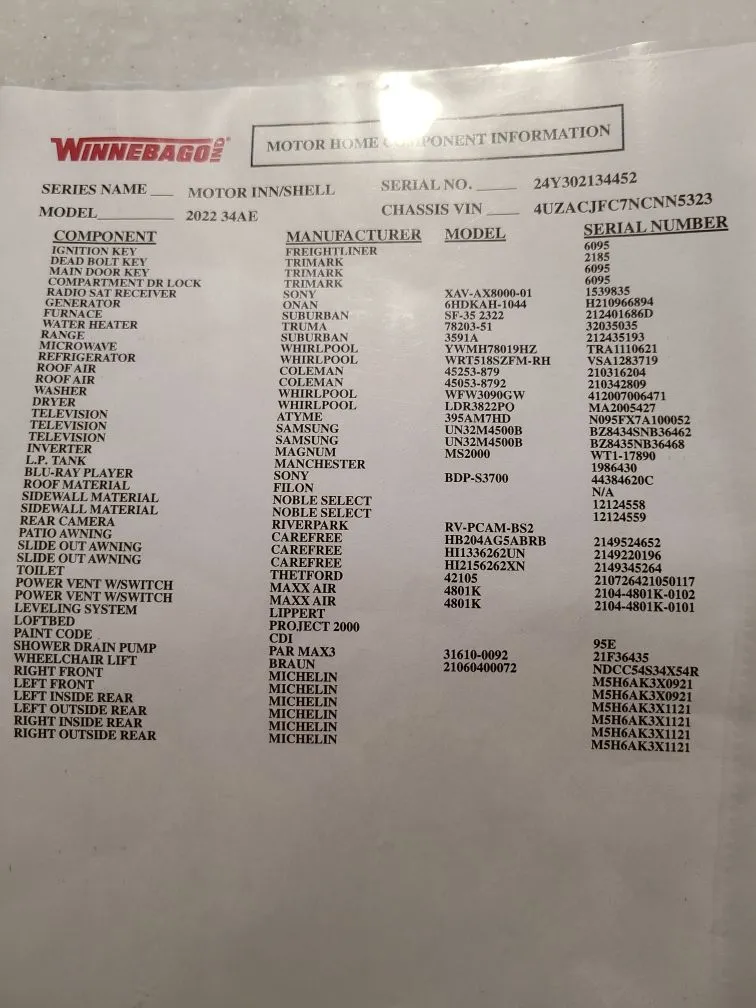 WINNEBAGO IND
MOTOR HOME COMPONENT INFORMATION
SERIES NAME ___ MOTOR INN/SHELL SERIAL NO. _____ 24Y302134452
MODEL__________ 2022 34AE CHASSIS VIN ____ 4UZACJFC7NCNN5323
COMPONENT MANUFACTURER MODEL SERIAL NUMBER
IGNITION KEY FREIGHTLINER 6095
DEAD BOLT KEY TRIMARK 2185
MAIN DOOR KEY TRIMARK 6095
COMPARTMENT DR LOCK TRIMARK 6095
RADIO SAT RECEIVER SONY XAV-AX8000-01 1539835
GENERATOR ONAN 6HDKAH-1044 H210966894
FURNACE SUBURBAN SF-35 2322 212401686D
WATER HEATER TRUMA 78203-51 32035035
RANGE SUBURBAN 3591A 212435193
MICROWAVE WHIRLPOOL YWMH78019HZ TRA1110621
REFRIGERATOR WHIRLPOOL WRT518SZFM-RH VSA1283719
ROOF AIR COLEMAN 45253-879 210316204
ROOF AIR COLEMAN 45053-8792 210342809
WASHER WHIRLPOOL WFW3090GW 412007006471
DRYER WHIRLPOOL LDR3822PQ MA2005427
TELEVISION ATYME 395AM7HD N095FX7A100052
TELEVISION SAMSUNG UN32M4500B BZ8434SNB36462
TELEVISION SAMSUNG UN32M4500B BZ8435NB36468
INVERTER MAGNUM MS2000 WT1-17890
L.P. TANK MANCHESTER 1986430
BLU-RAY PLAYER SONY BDP-S3700 44384620C
ROOF MATERIAL FILON N/A
SIDEWALL MATERIAL NOBLE SELECT 12124558
SIDEWALL MATERIAL NOBLE SELECT 12124559
REAR CAMERA RIVERPARK RV-PCAM-BS2
PATIO AWNING CAREFREE HB204AG5ABRB 2149524652
SLIDE OUT AWNING CAREFREE HI1336262UN 2149220196
SLIDE OUT AWNING CAREFREE HI2156262XN 2149345264
TOILET THETFORD 42105 210726421050117
POWER VENT W/SWITCH MAXX AIR 4801K 2104-4801K-0102
POWER VENT W/SWITCH MAXX AIR 4801K 2104-4801K-0101
LEVELING SYSTEM LIPPERT
LOFTBED PROJECT 2000
PAINT CODE CDI 95E
SHOWER DRAIN PUMP PAR MAX3 31610-0092 21F36435
WHEELCHAIR LIFT BRAUN 21060400072 NDCC54S34X54R
RIGHT FRONT MICHELIN M5H6AK3X0921
LEFT FRONT MICHELIN M5H6AK3X0921
LEFT INSIDE REAR MICHELIN M5H6AK3X1121
LEFT OUTSIDE REAR MICHELIN M5H6AK3X1121
RIGHT INSIDE REAR MICHELIN M5H6AK3X1121
RIGHT OUTSIDE REAR MICHELIN M5H6AK3X1121